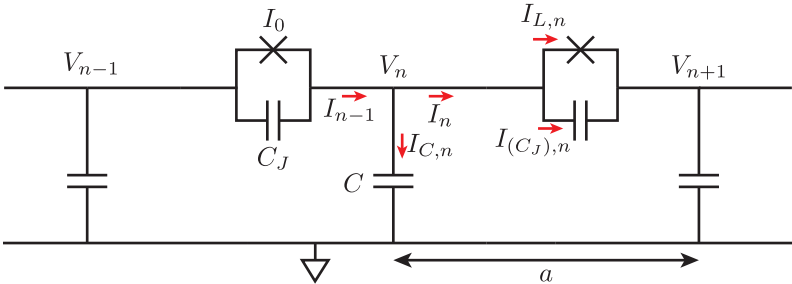 I_0
I_{L,n}
V_{n-1}
V_n
V_{n+1}
I_{n-1}
I_n
I_{(C_J),n}
C_J
I_{C,n}
C
a